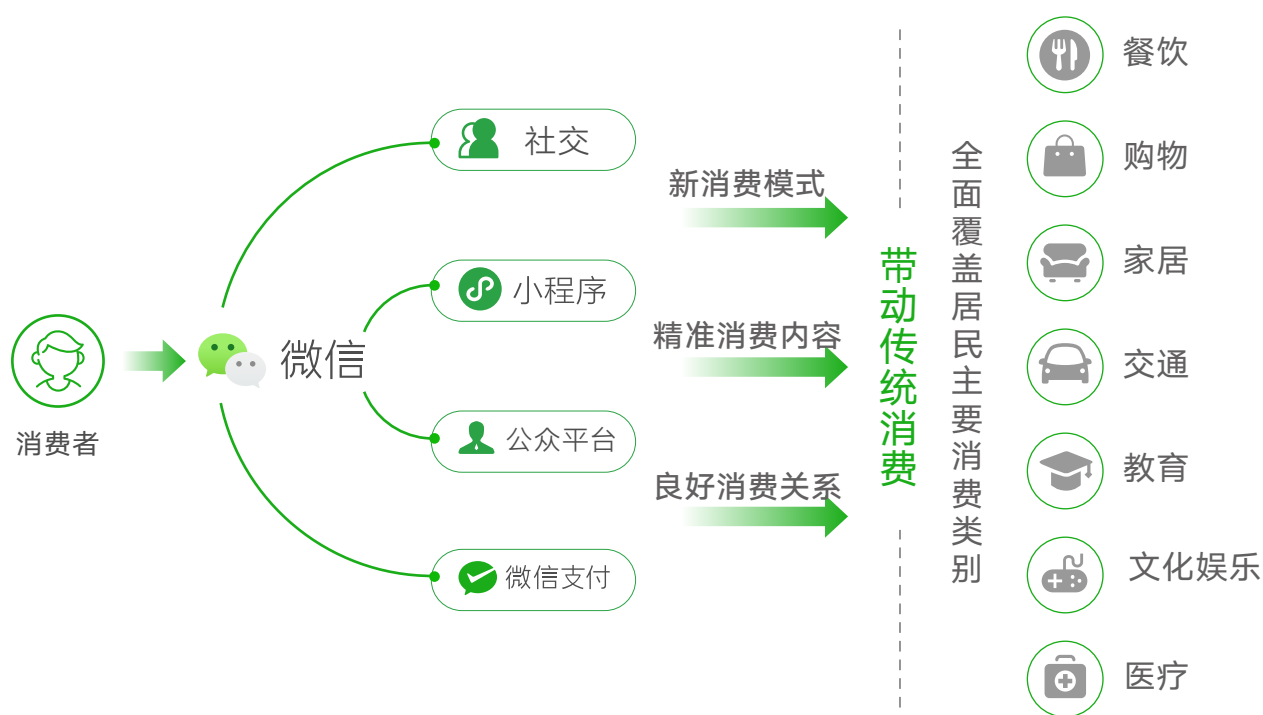 消费者
微信
社交
小程序
公众平台
微信支付
新消费模式
精准消费内容
良好消费关系
带动传统消费
全面覆盖居民主要消费类别
餐饮
购物
家居
交通
教育
文化娱乐
医疗